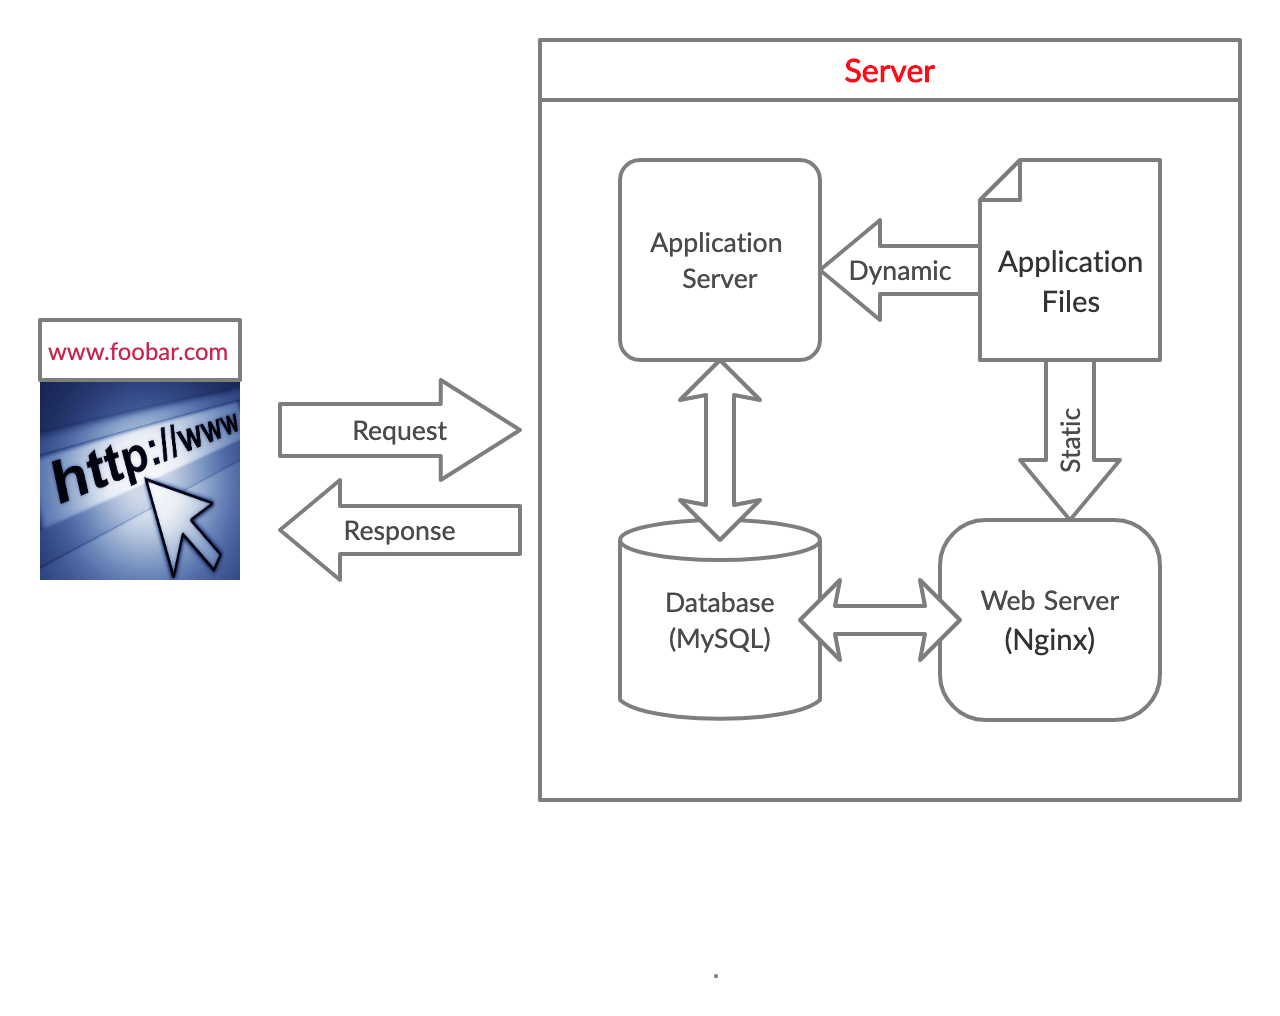 Server
Application
Server
Dynamic
Application
Files
www.foobar.com
http://www
Request
Response
Static
Database
(MySQL)
Web Server
(Nginx)